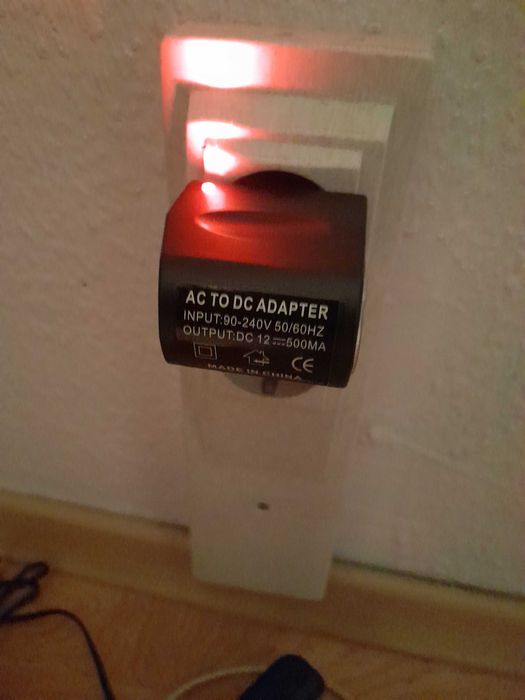 AC TO DC ADAPTER
INPUT:90-240V 50/60HZ
OUTPUT:DC 12⎓500MA
CE
MADE IN CHINA